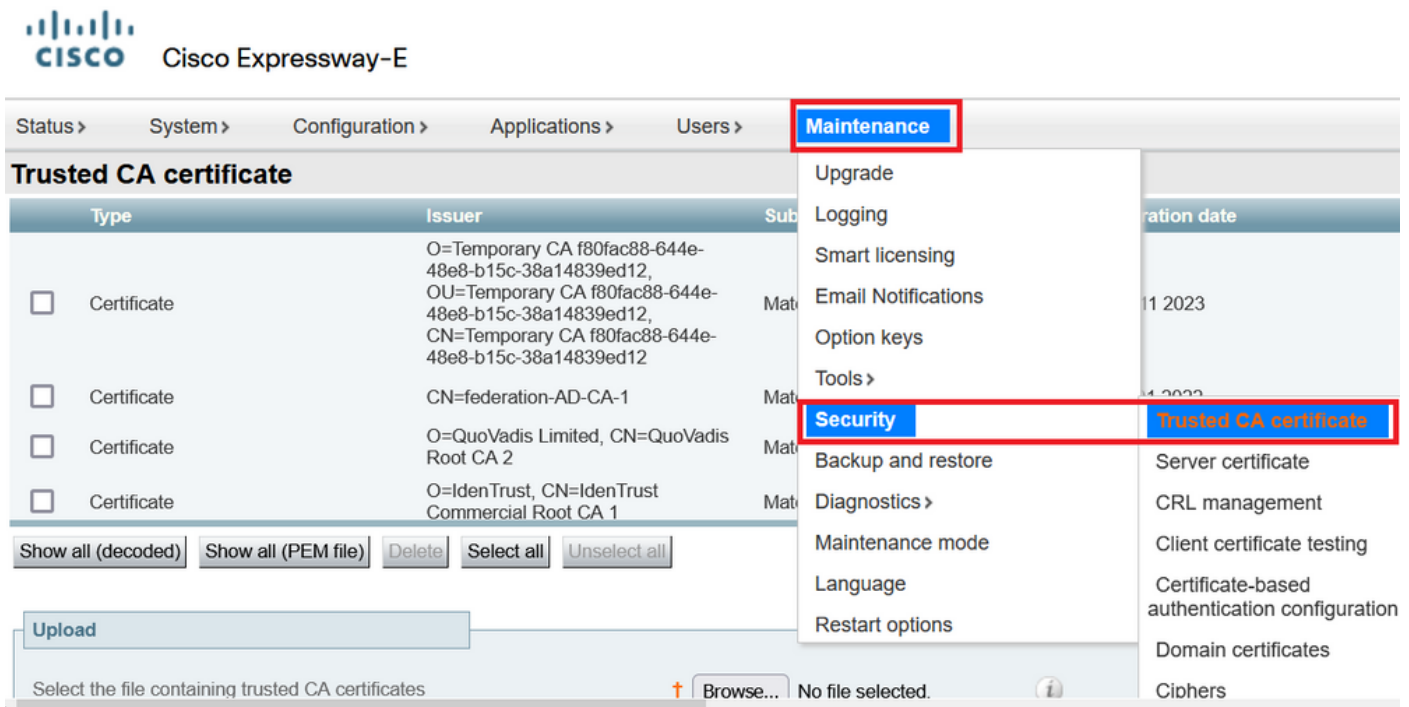 CISCO Cisco Expressway-E
Status > System > Configuration > Applications > Users > Maintenance
Trusted CA certificate
Type Issuer
O=Temporary CA f80fac88-644e-
48e8-b15c-38a14839ed12,
OU=Temporary CA f80fac88-644e-
48e8-b15c-38a14839ed12,
CN=Temporary CA f80fac88-644e-
48e8-b15c-38a14839ed12
Certificate
11 2023
Certificate CN=federation-AD-CA-1
Certificate
O=QuoVadis Limited, CN=QuoVadis
Root CA 2
Certificate
O=IdenTrust, CN=IdenTrust
Commercial Root CA 1
Show all (decoded) Show all (PEM file) Delete Select all Unselect all
Upload
Select the file containing trusted CA certificates † Browse... No file selected. i
Upgrade
Logging
Smart licensing
Email Notifications
Option keys
Tools >
Security
Backup and restore
Diagnostics >
Maintenance mode
Language
Restart options
date
Trusted CA certificate
Server certificate
CRL management
Client certificate testing
Certificate-based
authentication configuration
Domain certificates
Ciphers